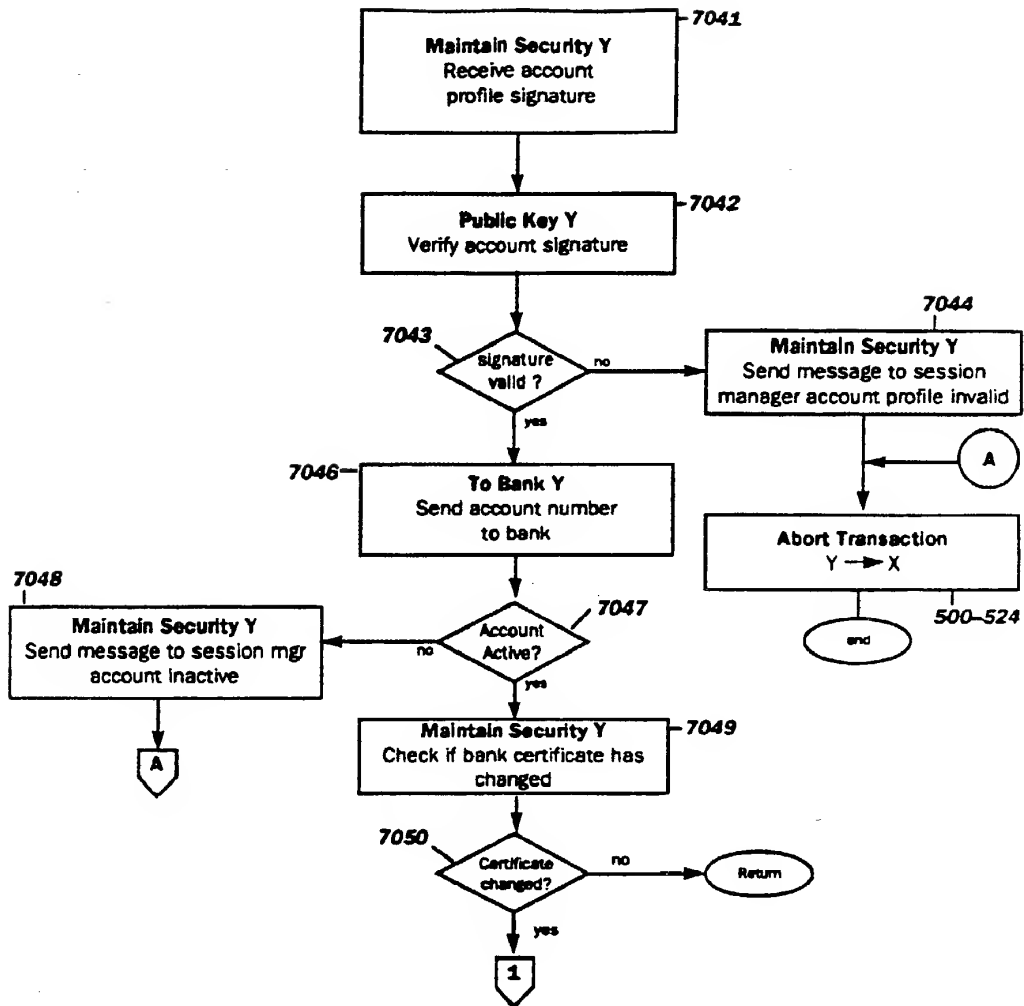 7041
Maintain Security Y
Receive account
profile signature
7042
Public Key Y
Verify account signature
7043
signature
valid ?
no
yes
7044
Maintain Security Y
Send message to session
manager account profile invalid
A
Abort Transaction
Y → X
500–524
end
7046
To Bank Y
Send account number
to bank
7047
Account
Active?
no
yes
7048
Maintain Security Y
Send message to session mgr
account inactive
A
7049
Maintain Security Y
Check if bank certificate has
changed
7050
Certificate
changed?
no
Return
yes
1